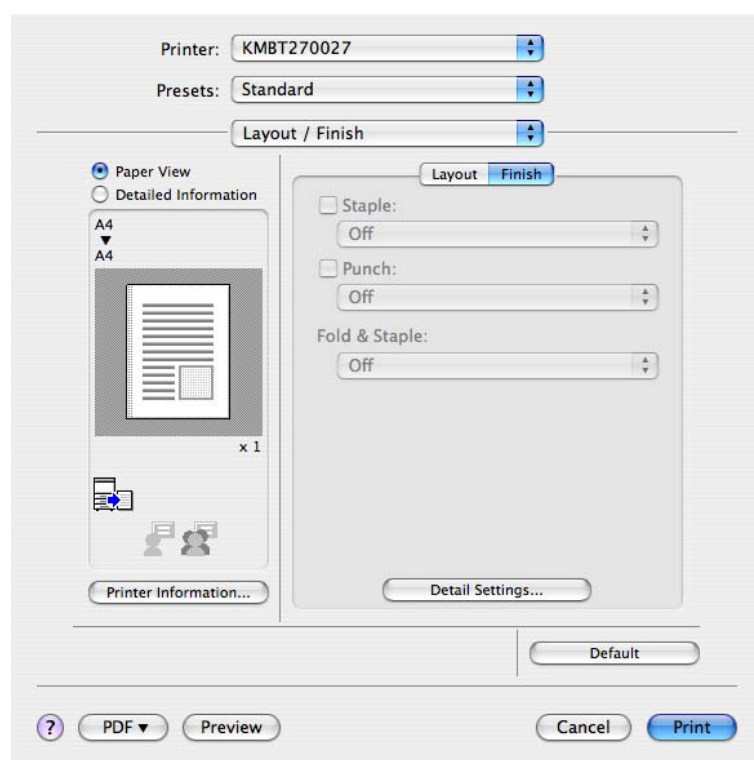 Printer: KMBT270027
Presets: Standard
Layout / Finish
Paper View
Detailed Information
A4
A4
x 1
Printer Information...
Layout Finish
Staple:
Off
Punch:
Off
Fold & Staple:
Off
Detail Settings...
Default
? PDF Preview Cancel Print